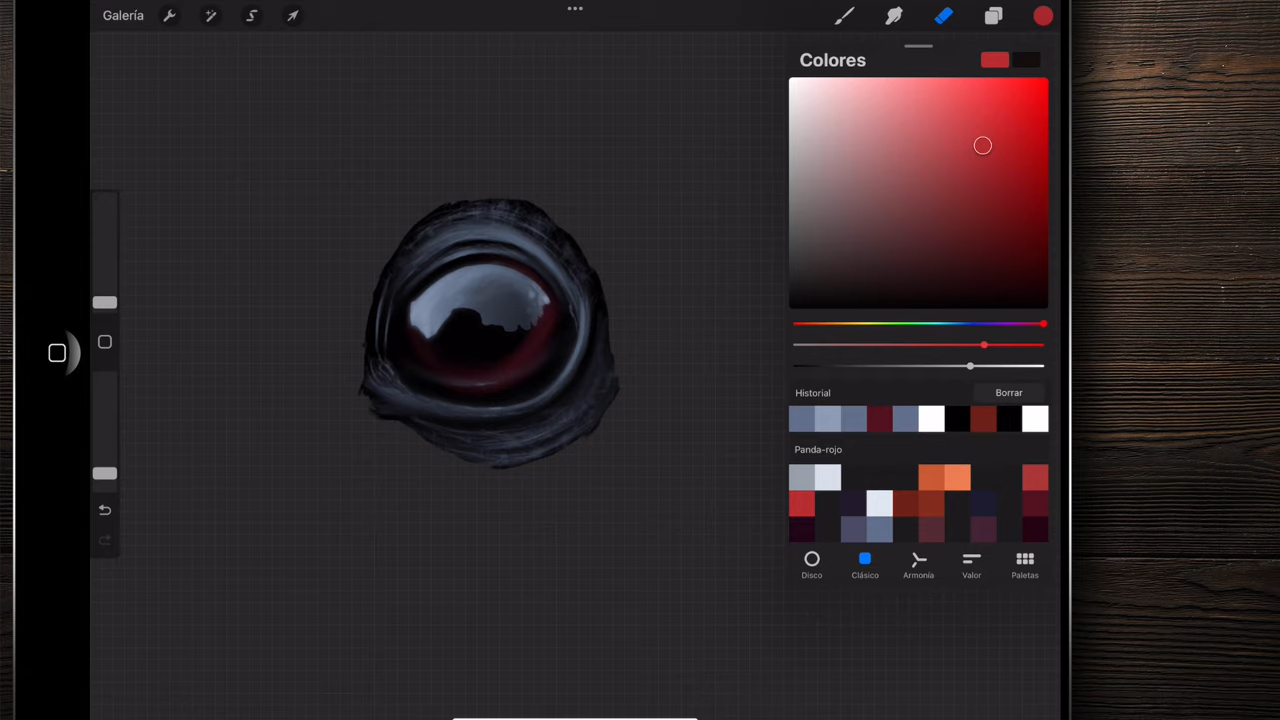 Galería
Colores
Historial
Borrar
Panda-rojo
Disco
Clásico
Armonía
Valor
Paletas